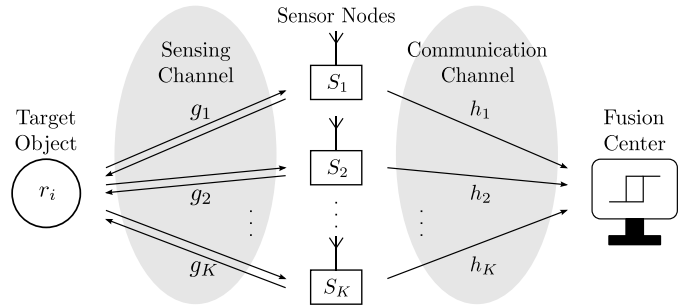 Sensor Nodes
Sensing
Channel
Communication
Channel
Target
Object
Fusion
Center
r_i
g_1
g_2
g_K
S_1
S_2
S_K
h_1
h_2
h_K